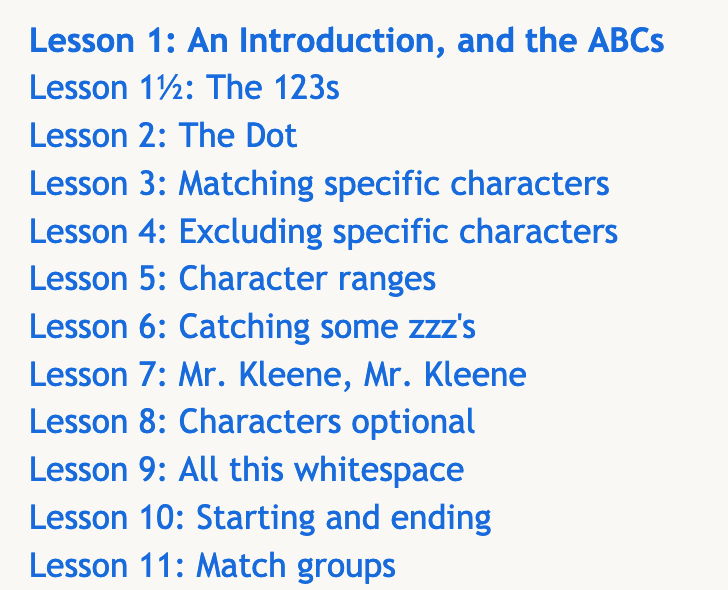 Lesson 1: An Introduction, and the ABCs
Lesson 1½: The 123s
Lesson 2: The Dot
Lesson 3: Matching specific characters
Lesson 4: Excluding specific characters
Lesson 5: Character ranges
Lesson 6: Catching some zzz's
Lesson 7: Mr. Kleene, Mr. Kleene
Lesson 8: Characters optional
Lesson 9: All this whitespace
Lesson 10: Starting and ending
Lesson 11: Match groups